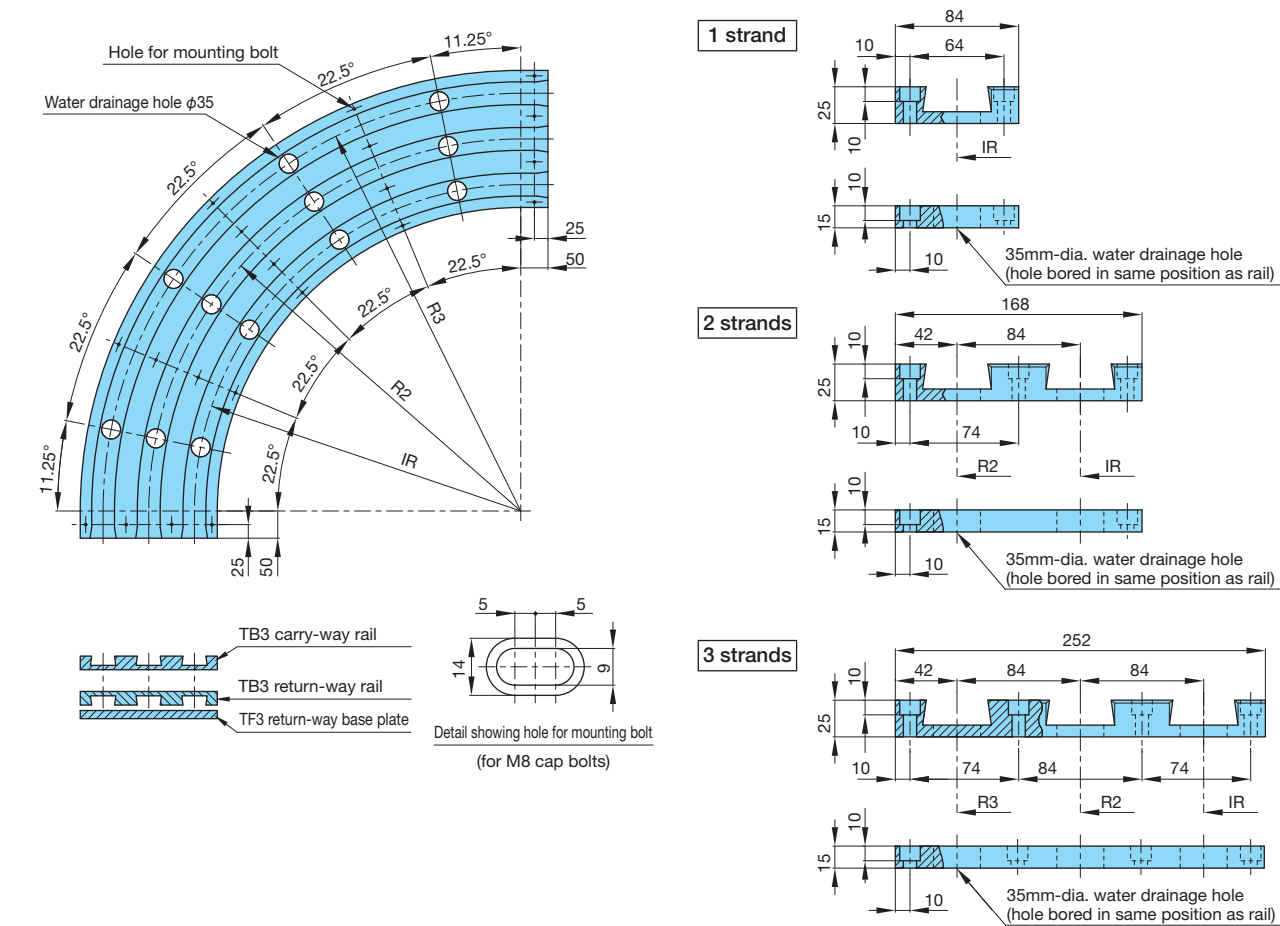 Hole for mounting bolt
Water drainage hole φ35
11.25°
22.5°
22.5°
22.5°
11.25°
22.5°
22.5°
22.5°
22.5°
R3
R2
IR
25
50
25
50
TB3 carry-way rail
TB3 return-way rail
TF3 return-way base plate
5
5
14
9
Detail showing hole for mounting bolt
(for M8 cap bolts)
1 strand
84
10
64
25
10
IR
10
15
10
35mm-dia. water drainage hole
(hole bored in same position as rail)
2 strands
168
42
84
10
25
10
74
R2
IR
10
15
10
35mm-dia. water drainage hole
(hole bored in same position as rail)
3 strands
252
42
84
84
10
25
10
74
84
74
R3
R2
IR
10
15
10
35mm-dia. water drainage hole
(hole bored in same position as rail)